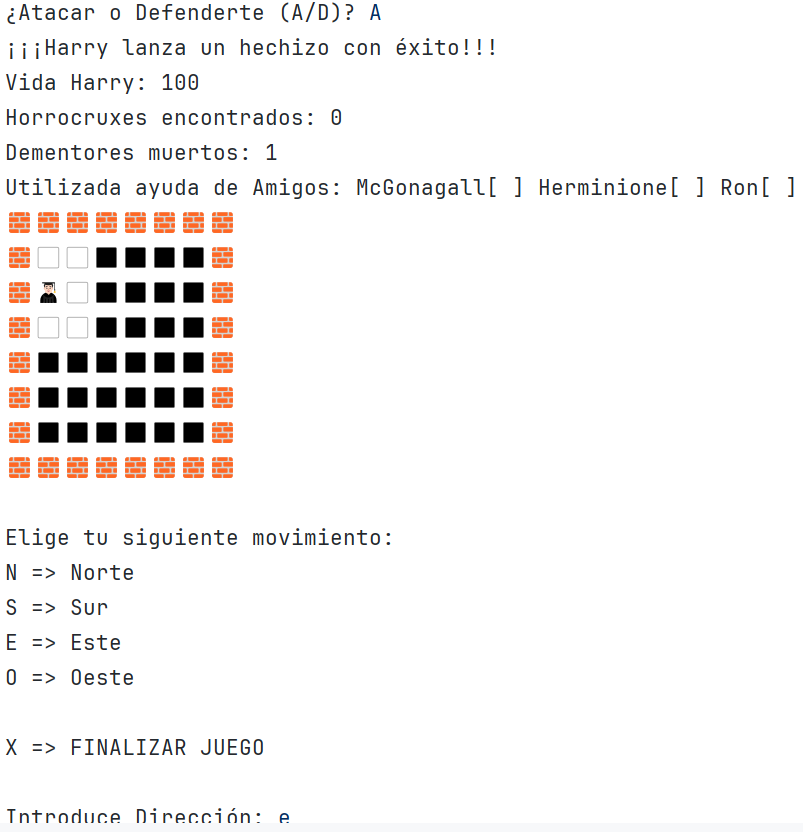 ¿Atacar o Defenderte (A/D)? A
¡¡¡Harry lanza un hechizo con éxito!!!
Vida Harry: 100
Horrocruxes encontrados: 0
Dementores muertos: 1
Utilizada ayuda de Amigos: McGonagall[ ] Herminione[ ] Ron[ ]
Elige tu siguiente movimiento:
N => Norte
S => Sur
E => Este
O => Oeste
X => FINALIZAR JUEGO
Introduce Dirección: e